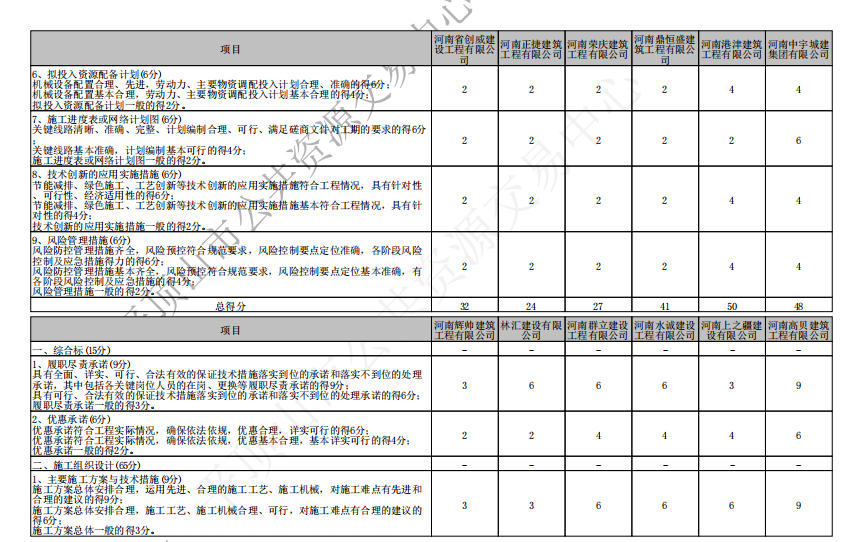 项目 河南省创威建设工程有限公司 河南正捷建筑工程有限公司 河南荣庆建筑工程有限公司 河南鼎恒盛建筑工程有限公司 河南港津建筑工程有限公司 河南中宇城建集团有限公司
6、拟投入资源配备计划(6分)
机械设备配置合理、先进，劳动力、主要物资调配投入计划合理、准确的得6分；
机械设备配置基本合理，劳动力、主要物资调配投入计划基本合理的得4分；
拟投入资源配备计划一般的得2分。
2 2 2 2 4 4
7、施工进度表或网络计划图(6分)
关键线路清晰、准确、完整、计划编制合理、可行、满足磋商文件对工期的要求的得6分
；
关键线路基本准确，计划编制基本可行的得4分；
施工进度表或网络计划图一般的得2分。
2 2 2 2 2 6
8、技术创新的应用实施措施(6分)
节能减排、绿色施工、工艺创新等技术创新的应用实施措施符合工程情况，具有针对性
、可行性、经济适用性的得6分；
节能减排、绿色施工、工艺创新等技术创新的应用实施措施基本符合工程情况，具有针
对性的得4分；
技术创新的应用实施措施一般的得2分。
2 2 2 2 4 4
9、风险管理措施(6分)
风险防控管理措施齐全，风险预控符合规范要求，风险控制要点定位准确，各阶段风险
控制及应急措施得力的得6分；
风险防控管理措施基本齐全，风险预控符合规范要求，风险控制要点定位基本准确，有
各阶段风险控制及应急措施的得4分；
风险管理措施一般的得2分。
2 2 2 2 4 4
总得分 32 24 27 41 50 48
项目 河南辉帅建筑工程有限公司 林汇建设有限公司 河南群立建设工程有限公司 河南水诚建设工程有限公司 河南上之疆建设有限公司 河南高贝建筑工程有限公司
一、综合标(15分) - - - - - -
1、履职尽责承诺(9分)
具有全面、详实、可行、合法有效的保证技术措施落实到位的承诺和落实不到位的处理
承诺，其中包括各关键岗位人员的在岗、更换等履职尽责承诺的得9分；
具有可行、合法有效的保证技术措施落实到位的承诺和落实不到位的处理承诺的得6分；
履职尽责承诺一般的得3分。
3 6 6 6 3 9
2、优惠承诺(6分)
优惠承诺符合工程实际情况，确保依法依规，优惠合理，详实可行的得6分；
优惠承诺符合工程实际情况，确保依法依规，优惠基本合理，基本详实可行的得4分；
优惠承诺一般的得2分。
2 2 4 4 4 6
二、施工组织设计(65分) - - - - - -
1、主要施工方案与技术措施(9分)
施工方案总体安排合理，运用先进、合理的施工工艺、施工机械，对施工难点有先进和
合理的建议的得9分；
施工方案总体安排合理，施工工艺、施工机械合理、可行，对施工难点有合理的建议的
得6分；
施工方案总体一般的得3分。
3 3 6 6 6 9
平顶山市公共资源交易中心
平顶山市公共资源交易中心